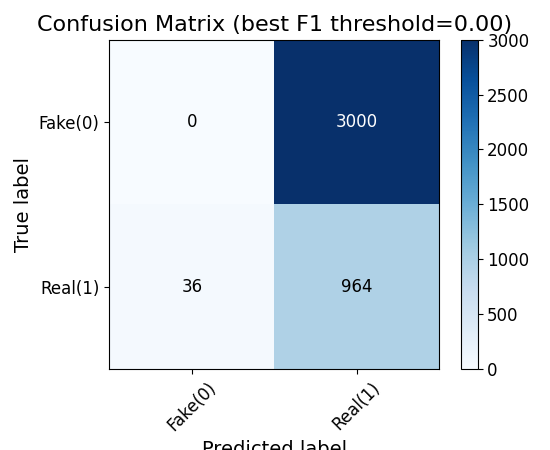 Confusion Matrix (best F1 threshold=0.00)
True label
Fake(0)
Real(1)
0
3000
36
964
Fake(0)
Real(1)
Predicted label
3000
2500
2000
1500
1000
500
0